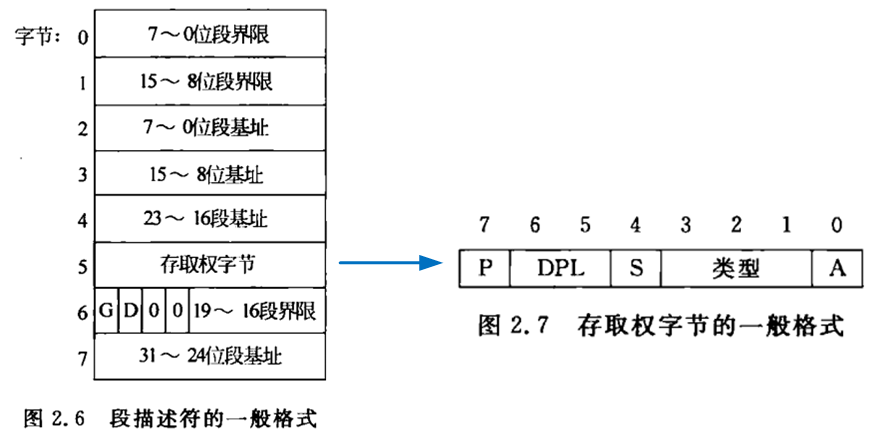 字节: 0 7～0位段界限
1 15～8位段界限
2 7～0位段基址
3 15～8位基址
4 23～16段基址
5 存取权字节
6 G D 0 0 19～16段界限
7 31～24位段基址
图 2.6 段描述符的一般格式
7 6 5 4 3 2 1 0
P DPL S 类型 A
图 2.7 存取权字节的一般格式